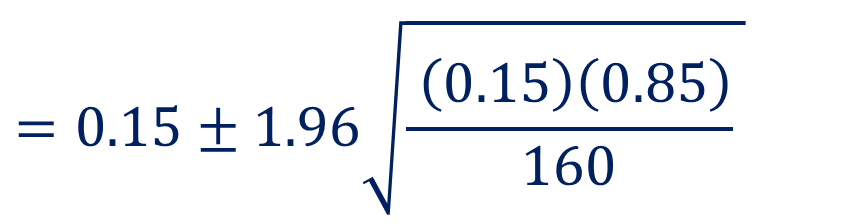 = 0.15 ± 1.96√((0.15)(0.85)/160)